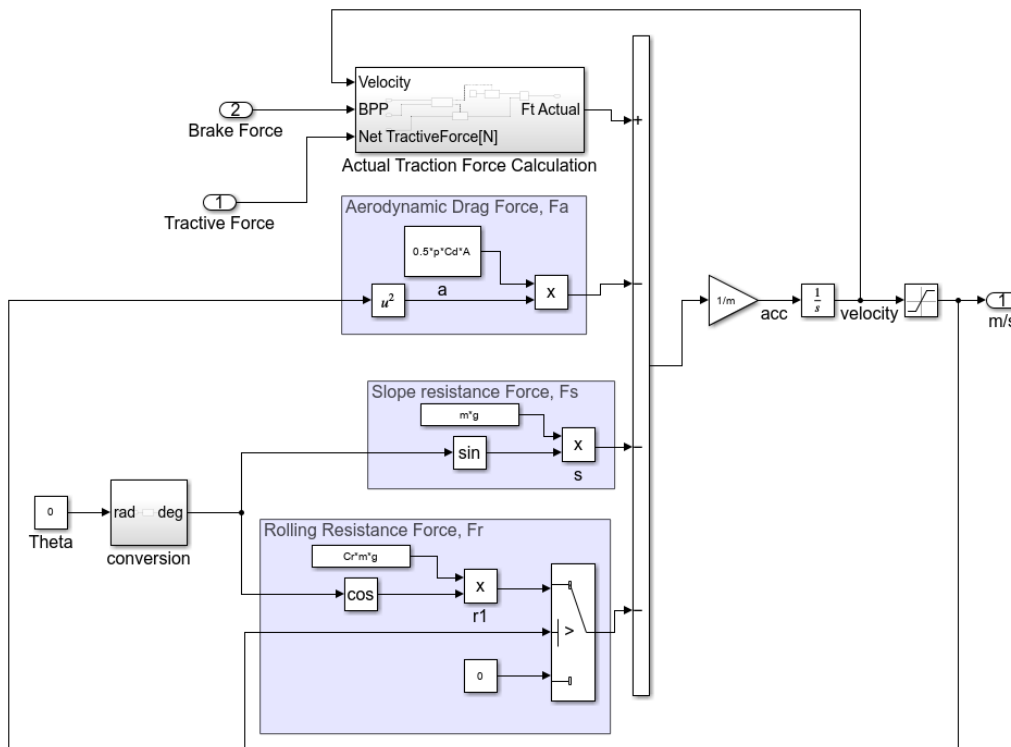 Velocity
BPP
Ft Actual
Net TractiveForce[N]
2
Brake Force
Actual Traction Force Calculation
+
1
Tractive Force
Aerodynamic Drag Force, Fa
0.5*p*Cd*A
a
u²
x
−
1/m
acc
1
s
velocity
1
m/s
Slope resistance Force, Fs
m*g
sin
x
s
−
0
Theta
rad deg
conversion
Rolling Resistance Force, Fr
Cr*m*g
cos
x
r1
>
0
−